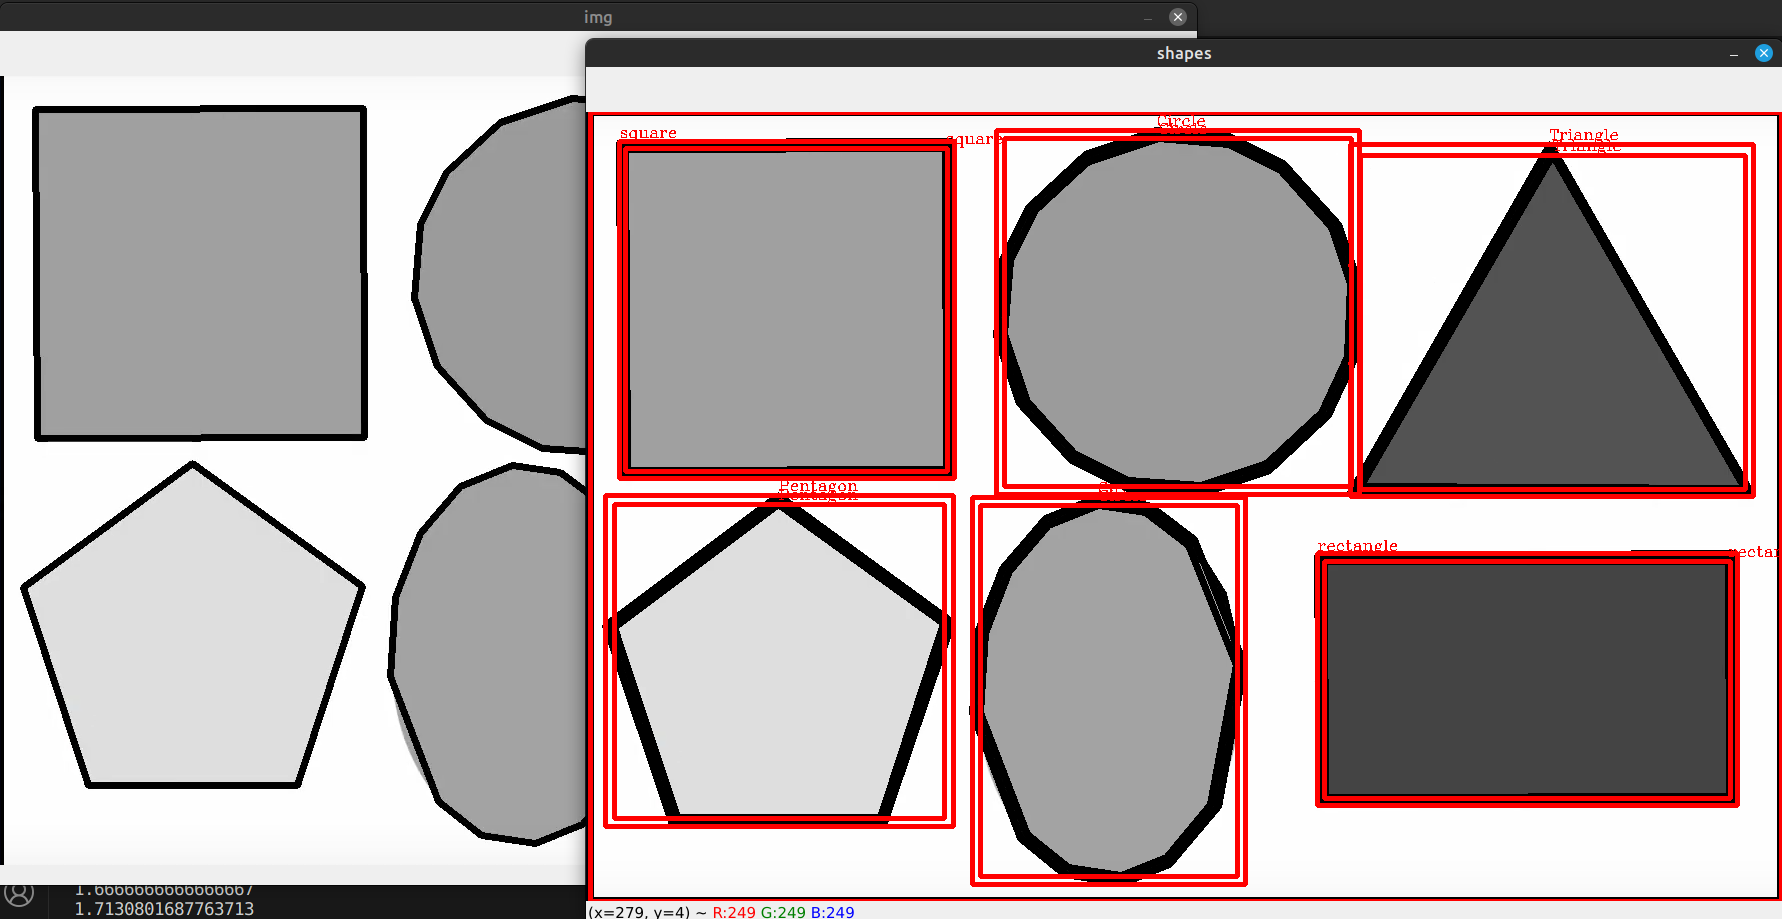 img
shapes
square
square
Circle
Triangle
Triangle
Pentagon
Pentagon
rectangle
rectan
1.6666666666666667
1.7130801687763713
(x=279, y=4) ~ R:249 G:249 B:249